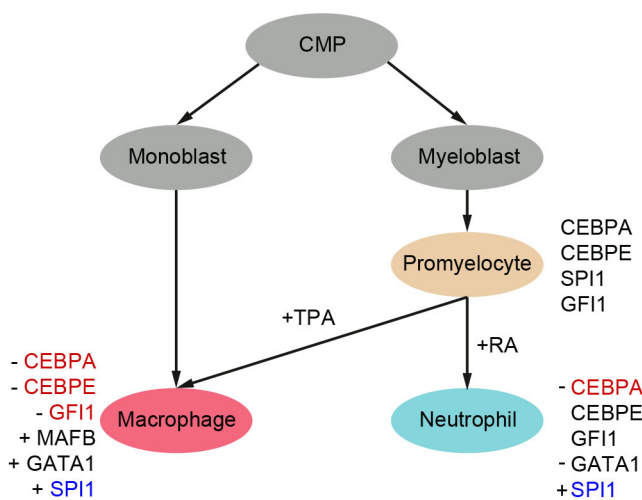 CMP
Monoblast
Myeloblast
Promyelocyte
CEBPA
CEBPE
SPI1
GFI1
+TPA
+RA
- CEBPA
- CEBPE
- GFI1
+ MAFB
+ GATA1
+ SPI1
Macrophage
Neutrophil
- CEBPA
CEBPE
GFI1
- GATA1
+ SPI1